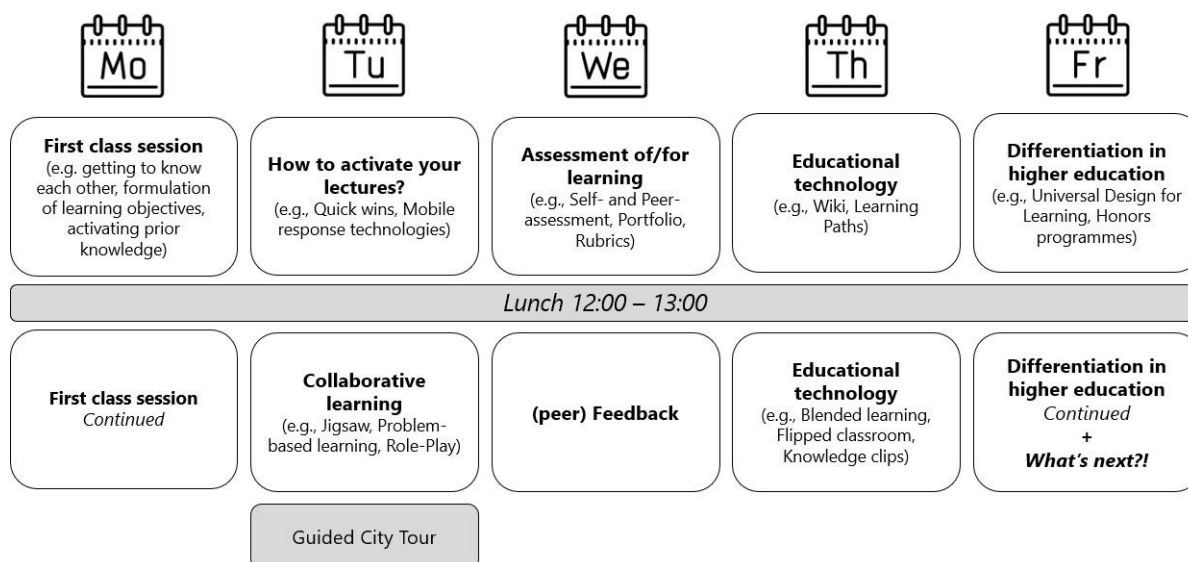 Mo
Tu
We
Th
Fr
First class session
(e.g. getting to know
each other, formulation
of learning objectives,
activating prior
knowledge)
How to activate your
lectures?
(e.g., Quick wins, Mobile
response technologies)
Assessment of/for
learning
(e.g., Self- and Peer-
assessment, Portfolio,
Rubrics)
Educational
technology
(e.g., Wiki, Learning
Paths)
Differentiation in
higher education
(e.g., Universal Design for
Learning, Honors
programmes)
Lunch 12:00 – 13:00
First class session
Continued
Collaborative
learning
(e.g., Jigsaw, Problem-
based learning, Role-Play)
(peer) Feedback
Educational
technology
(e.g., Blended learning,
Flipped classroom,
Knowledge clips)
Differentiation in
higher education
Continued
+
What's next?!
Guided City Tour